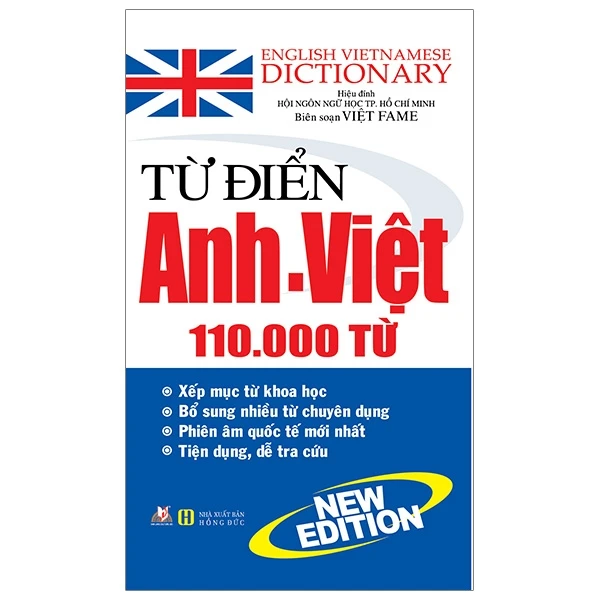 ENGLISH VIETNAMESE
DICTIONARY
Hiệu đính
HỘI NGÔN NGỮ HỌC TP. HỒ CHÍ MINH
Biên soạn VIỆT FAME
TỪ ĐIỂN
Anh.Việt
110.000 TỪ
Xếp mục từ khoa học
Bổ sung nhiều từ chuyên dụng
Phiên âm quốc tế mới nhất
Tiện dụng, dễ tra cứu
NEW
EDITION
NHÀ XUẤT BẢN
HỒNG ĐỨC